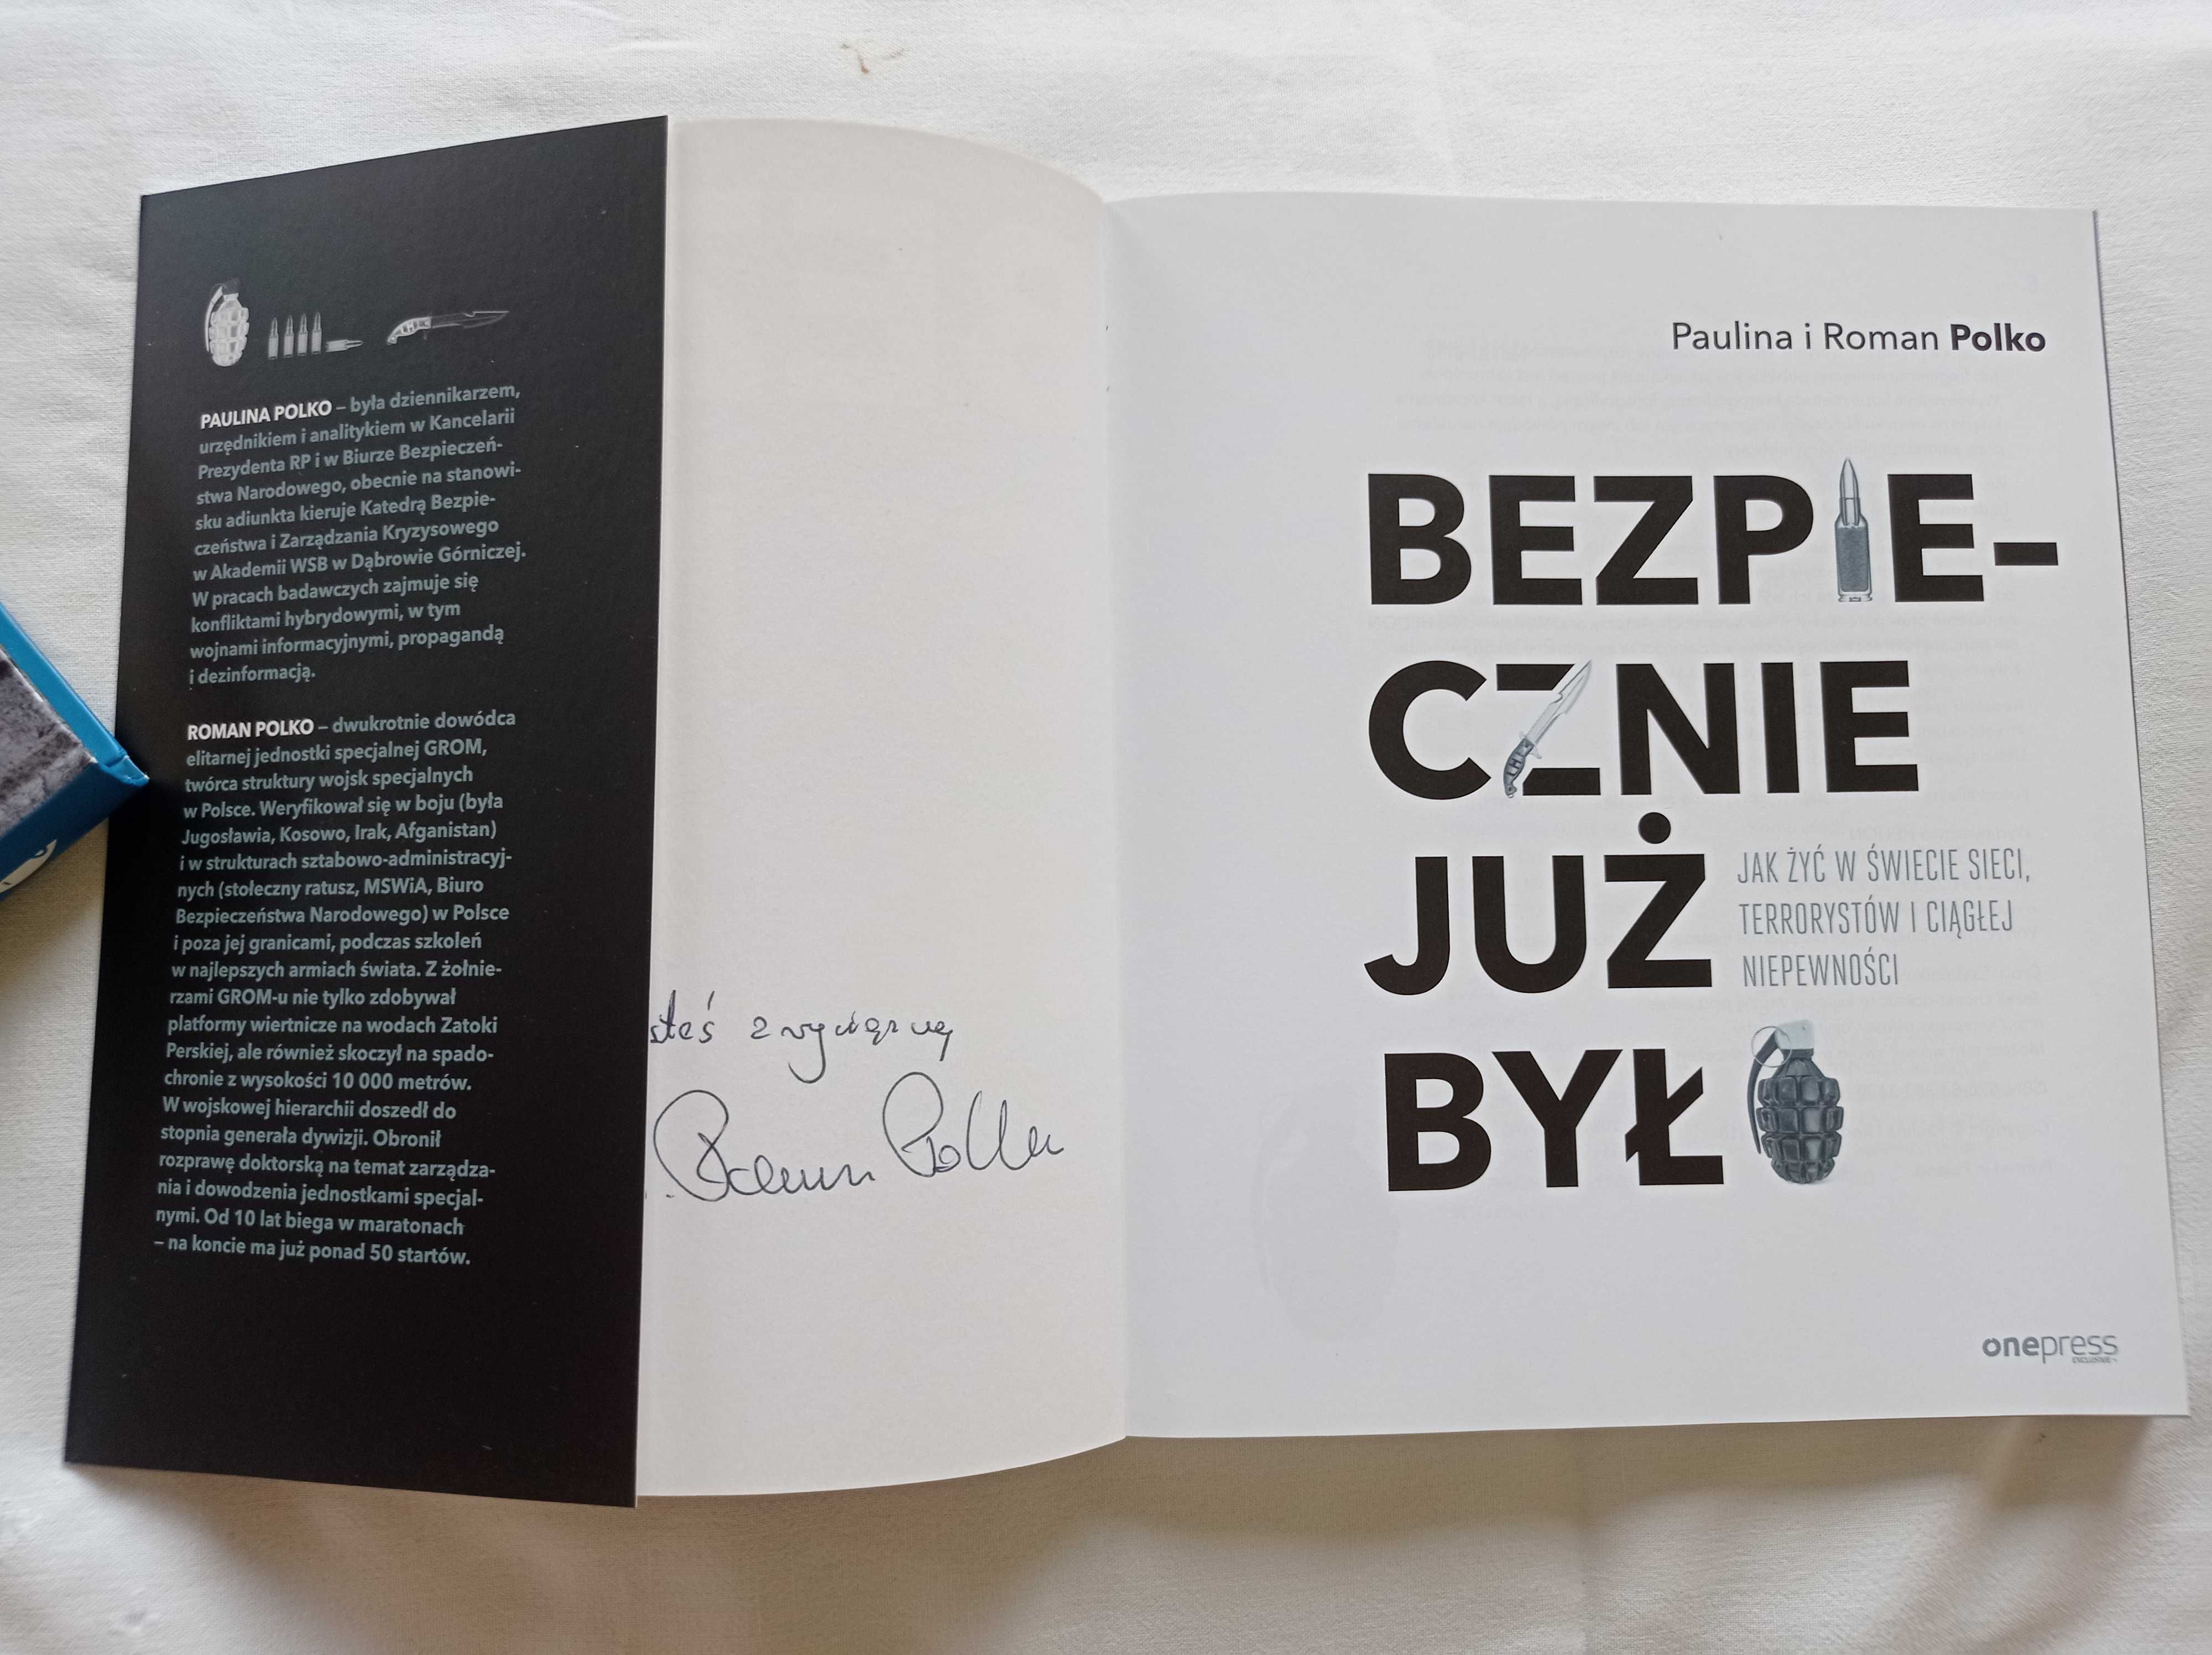 PAULINA POLKO – była dziennikarzem,
urzędnikiem i analitykiem w Kancelarii
Prezydenta RP i w Biurze Bezpieczeń-
stwa Narodowego, obecnie na stanowi-
sku adiunkta kieruje Katedrą Bezpie-
czeństwa i Zarządzania Kryzysowego
w Akademii WSB w Dąbrowie Górniczej.
W pracach badawczych zajmuje się
konfliktami hybrydowymi, w tym
wojnami informacyjnymi, propagandą
i dezinformacją.
ROMAN POLKO – dwukrotnie dowódca
elitarnej jednostki specjalnej GROM,
twórca struktury wojsk specjalnych
w Polsce. Weryfikował się w boju (była
Jugosławia, Kosowo, Irak, Afganistan)
i w strukturach sztabowo-administracyj-
nych (stołeczny ratusz, MSWiA, Biuro
Bezpieczeństwa Narodowego) w Polsce
i poza jej granicami, podczas szkoleń
w najlepszych armiach świata. Z żołnie-
rzami GROM-u nie tylko zdobywał
platformy wiertnicze na wodach Zatoki
Perskiej, ale również skoczył na spado-
chronie z wysokości 10 000 metrów.
W wojskowej hierarchii doszedł do
stopnia generała dywizji. Obronił
rozprawę doktorską na temat zarządza-
nia i dowodzenia jednostkami specjal-
nymi. Od 10 lat biega w maratonach
– na koncie ma już ponad 50 startów.
Roman Polko
Paulina i Roman Polko
BEZPIE-
CZNIE
JUŻ
BYŁO
JAK ŻYĆ W ŚWIECIE SIECI,
TERRORYSTÓW I CIĄGŁEJ
NIEPEWNOŚCI
onepress
EXCLUSIVE